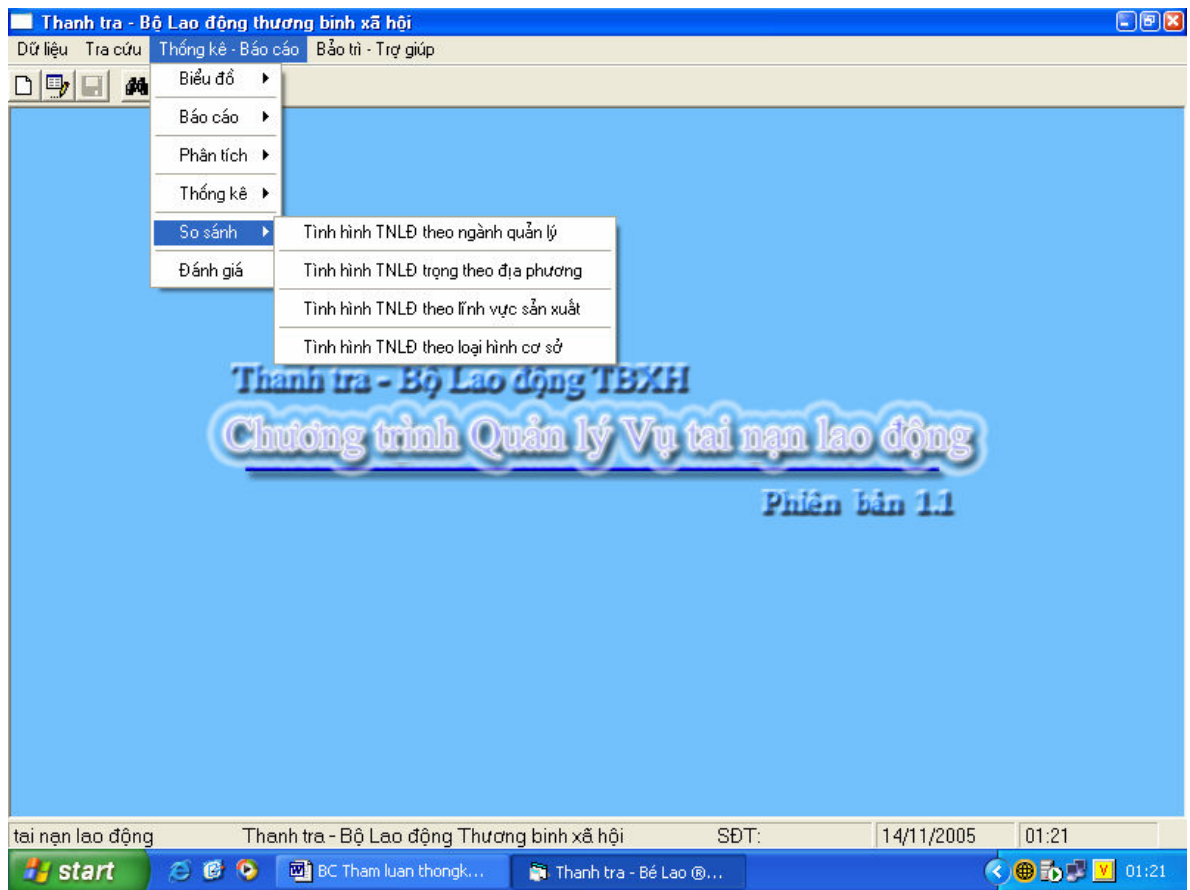 Thanh tra - Bộ Lao động thương binh xã hội
Dữ liệu Tra cứu Thống kê - Báo cáo Bảo trì - Trợ giúp
Biểu đồ
Báo cáo
Phân tích
Thống kê
So sánh
Đánh giá
Tình hình TNLĐ theo ngành quản lý
Tình hình TNLĐ trọng theo địa phương
Tình hình TNLĐ theo lĩnh vực sản xuất
Tình hình TNLĐ theo loại hình cơ sở
Thanh tra - Bộ Lao động TBXH
Chương trình Quản lý Vụ tai nạn lao động
Phiên bản 1.1
tai nạn lao động Thanh tra - Bộ Lao động Thương binh xã hội SĐT: 14/11/2005 01:21
start BC Tham luan thongk... Thanh tra - Bé Lao ®... V 01:21